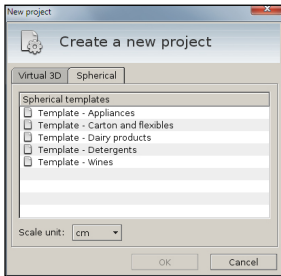 New project
Create a new project
Virtual 3D Spherical
Spherical templates
Template - Appliances
Template - Carton and flexibles
Template - Dairy products
Template - Detergents
Template - Wines
Scale unit: cm
OK Cancel